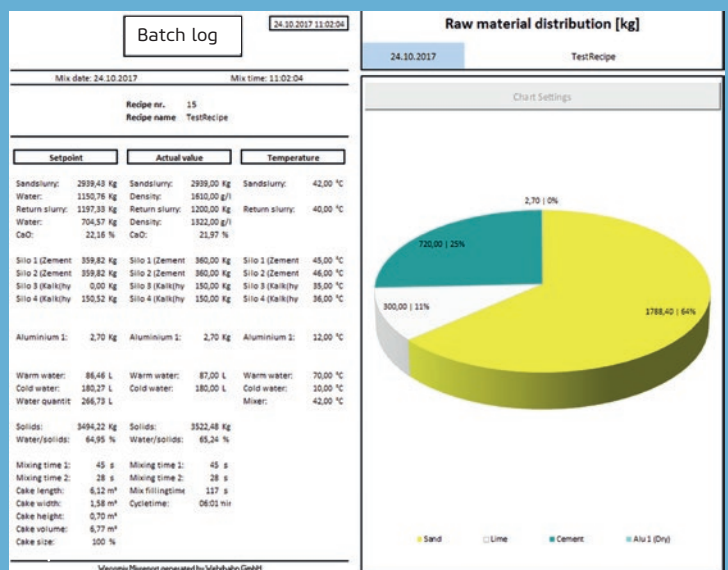 Batch log
24.10.2017 11:02:04
Mix date: 24.10.2017 Mix time: 11:02:04
Recipe nr. 15
Recipe name TestRecipe
Setpoint Actual value Temperature
Sandslurry: 2939,43 Kg Sandslurry: 2939,00 Kg Sandslurry: 42,00 °C
Water: 1150,76 Kg Density: 1610,00 g/l
Return slurry: 1197,33 Kg Return slurry: 1200,00 Kg Return slurry: 40,00 °C
Water: 704,57 Kg Density: 1322,00 g/l
CaO: 22,16 % CaO: 21,97 %
Silo 1 (Zement 359,82 Kg Silo 1 (Zement 360,00 Kg Silo 1 (Zement 45,00 °C
Silo 2 (Zement 359,82 Kg Silo 2 (Zement 360,00 Kg Silo 2 (Zement 46,00 °C
Silo 3 (Kalk(hy 0,00 Kg Silo 3 (Kalk(hy 150,00 Kg Silo 3 (Kalk(hy 35,00 °C
Silo 4 (Kalk(hy 150,52 Kg Silo 4 (Kalk(hy 150,00 Kg Silo 4 (Kalk(hy 36,00 °C
Aluminium 1: 2,70 Kg Aluminium 1: 2,70 Kg Aluminium 1: 12,00 °C
Warm water: 86,46 L Warm water: 87,00 L Warm water: 70,00 °C
Cold water: 180,27 L Cold water: 180,00 L Cold water: 10,00 °C
Water quantit 266,73 L Mixer: 42,00 °C
Solids: 3494,22 Kg Solids: 3522,48 Kg
Water/solids: 64,95 % Water/solids: 65,24 %
Mixing time 1: 45 s Mixing time 1: 45 s
Mixing time 2: 28 s Mixing time 2: 28 s
Cake length: 6,12 m² Mix fillingtime 117 s
Cake width: 1,58 m² Cycletime: 06:01 min
Cake height: 0,70 m²
Cake volume: 6,77 m²
Cake size: 100 %
Wecomix Mixreport generated by Wehrhahn GmbH
Raw material distribution [kg]
24.10.2017 TestRecipe
Chart Settings
2,70 | 0%
720,00 | 25%
300,00 | 11%
1788,40 | 64%
Sand Lime Cement Alu 1 (Dry)